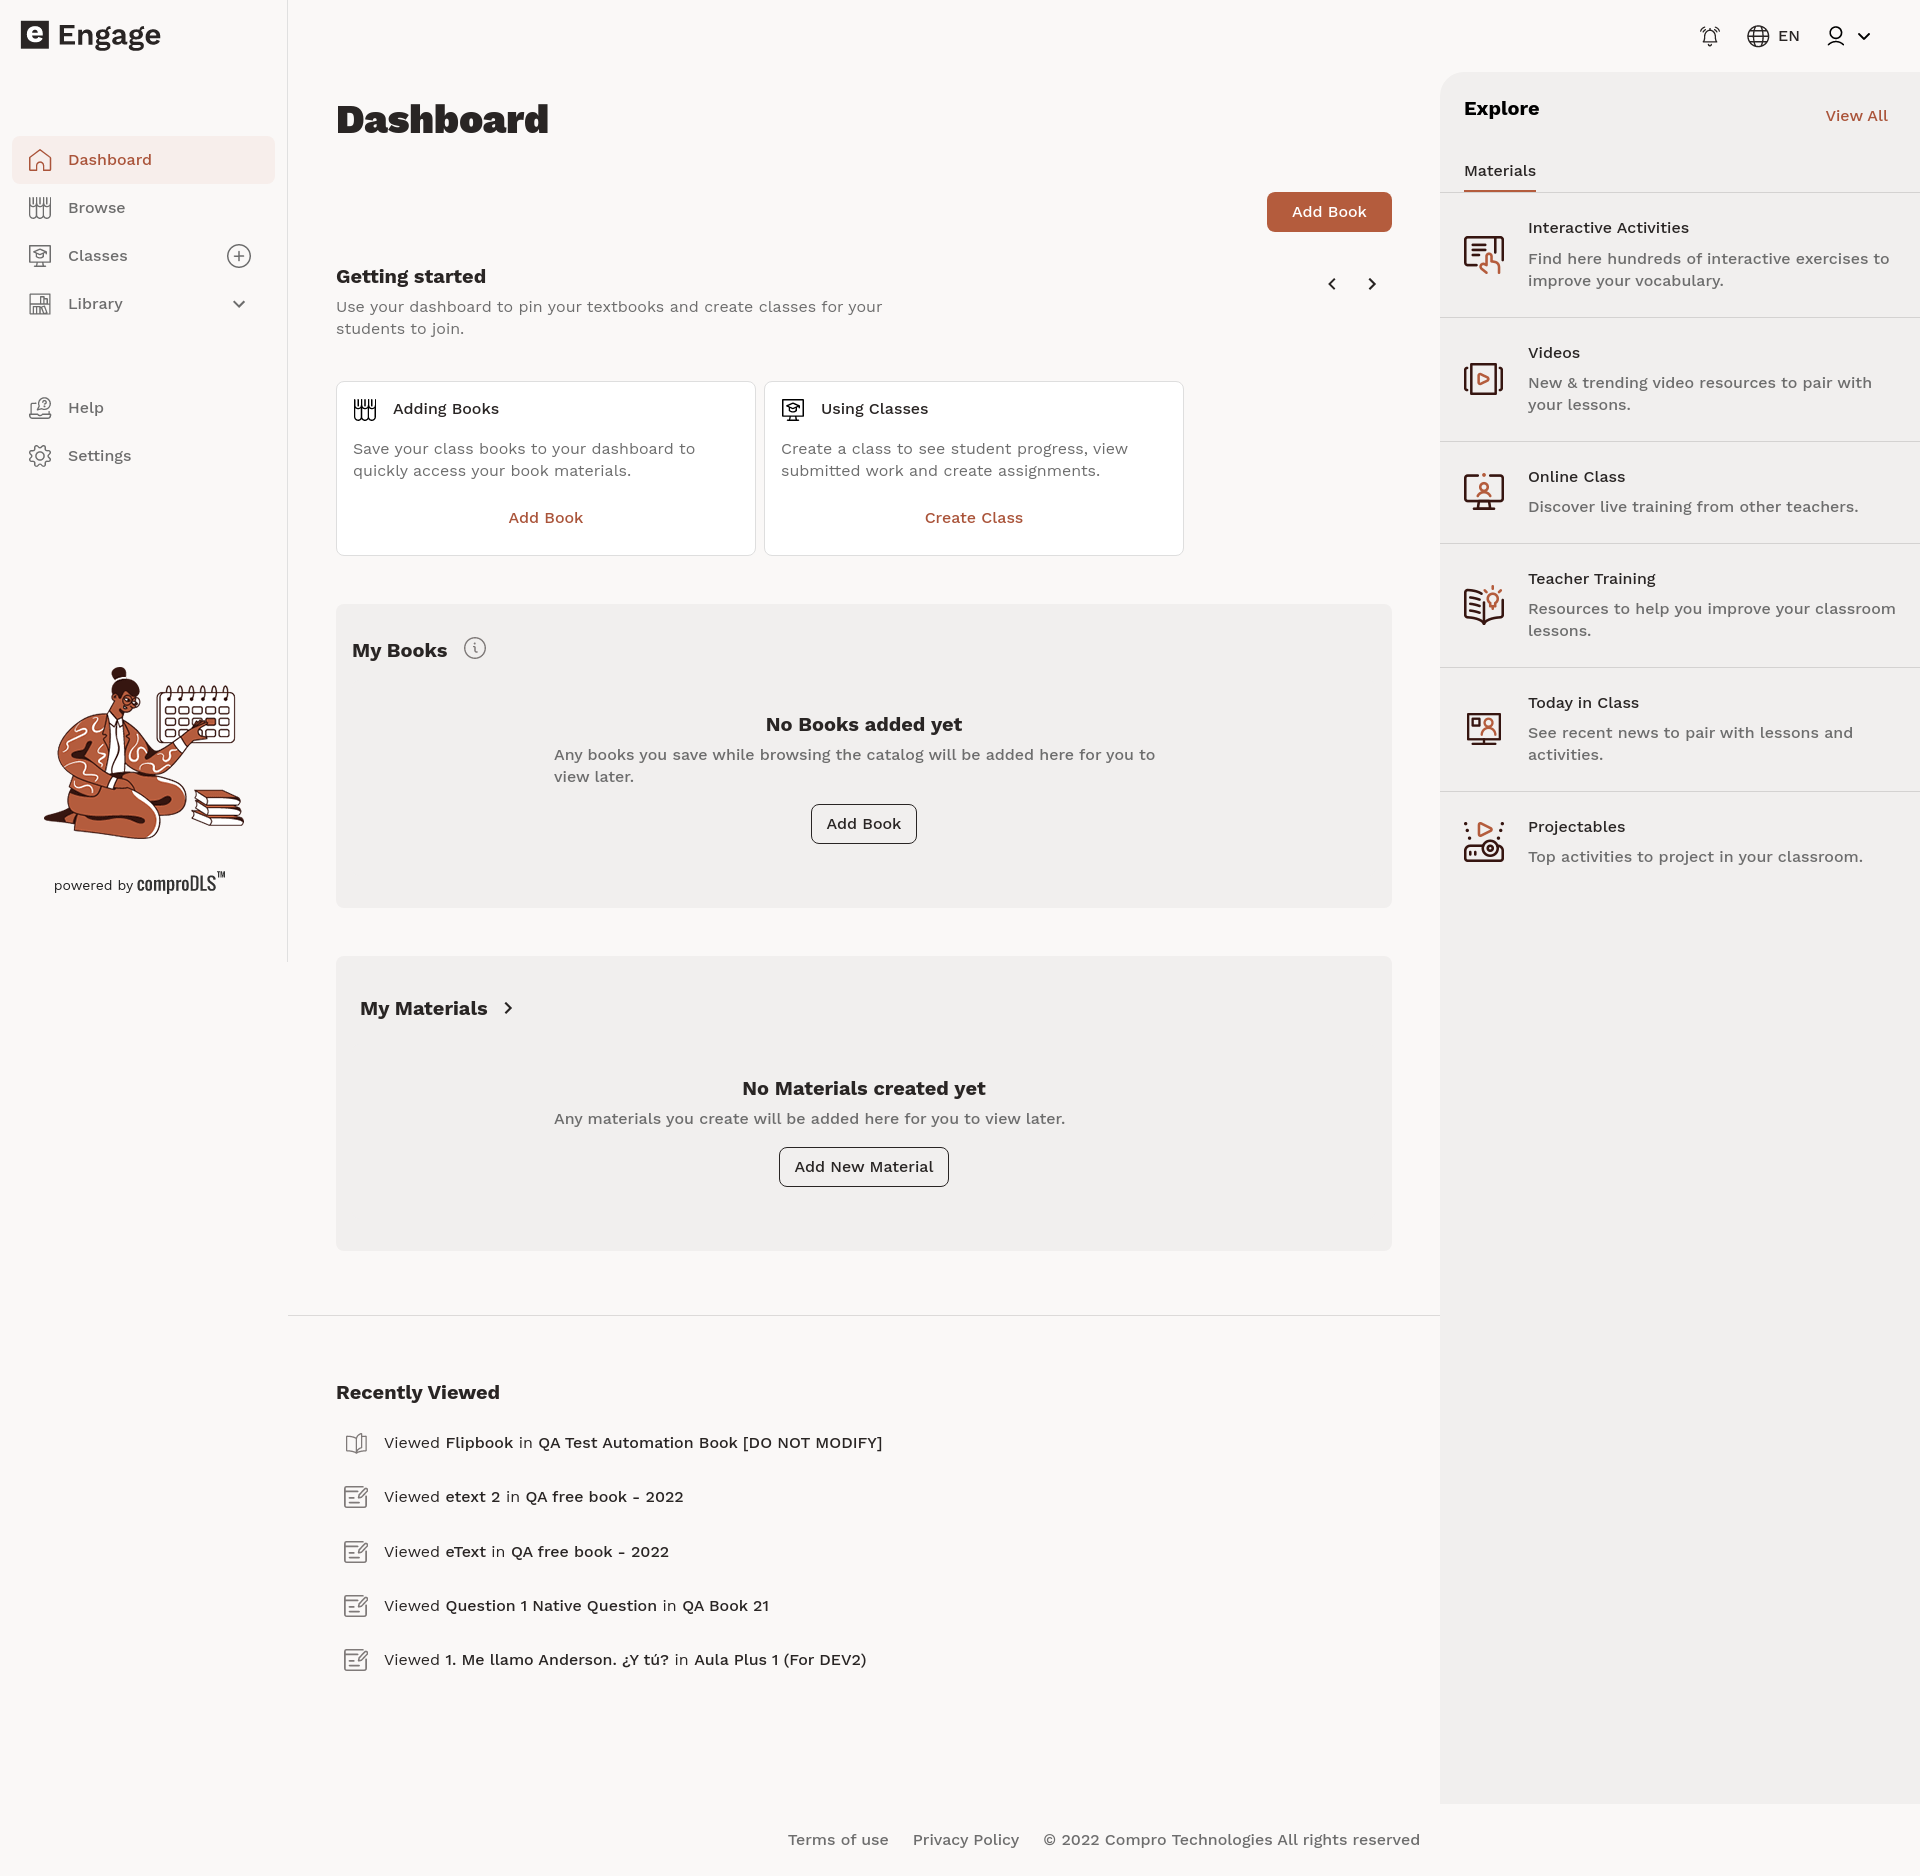 e Engage
EN
Dashboard
Browse
Classes
Library
Help
Settings
powered by comproDLS™
Dashboard
Add Book
Getting started
Use your dashboard to pin your textbooks and create classes for your
students to join.
Adding Books
Save your class books to your dashboard to
quickly access your book materials.
Add Book
Using Classes
Create a class to see student progress, view
submitted work and create assignments.
Create Class
My Books
No Books added yet
Any books you save while browsing the catalog will be added here for you to
view later.
Add Book
My Materials
No Materials created yet
Any materials you create will be added here for you to view later.
Add New Material
Recently Viewed
Viewed Flipbook in QA Test Automation Book [DO NOT MODIFY]
Viewed etext 2 in QA free book - 2022
Viewed eText in QA free book - 2022
Viewed Question 1 Native Question in QA Book 21
Viewed 1. Me llamo Anderson. ¿Y tú? in Aula Plus 1 (For DEV2)
Explore
View All
Materials
Interactive Activities
Find here hundreds of interactive exercises to
improve your vocabulary.
Videos
New & trending video resources to pair with
your lessons.
Online Class
Discover live training from other teachers.
Teacher Training
Resources to help you improve your classroom
lessons.
Today in Class
See recent news to pair with lessons and
activities.
Projectables
Top activities to project in your classroom.
Terms of use Privacy Policy © 2022 Compro Technologies All rights reserved